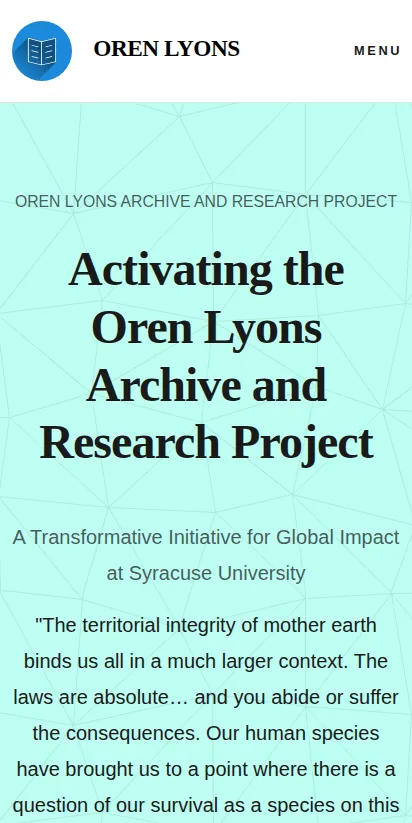 OREN LYONS
MENU
OREN LYONS ARCHIVE AND RESEARCH PROJECT
Activating the
Oren Lyons
Archive and
Research Project
A Transformative Initiative for Global Impact
at Syracuse University
"The territorial integrity of mother earth
binds us all in a much larger context. The
laws are absolute… and you abide or suffer
the consequences. Our human species
have brought us to a point where there is a
question of our survival as a species on this